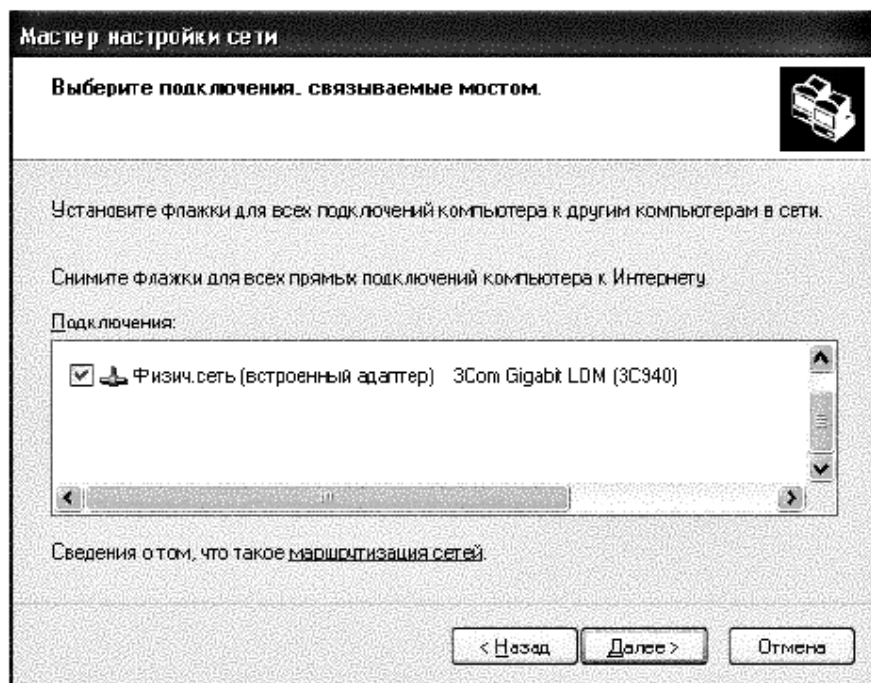 Мастер настройки сети
Выберите подключения, связываемые мостом.
Установите флажки для всех подключений компьютера к другим компьютерам в сети.
Снимите флажки для всех прямых подключений компьютера к Интернету
Подключения:
Физич.сеть (встроенный адаптер) 3Com Gigabit LOM (3C940)
Сведения о том, что такое маршрутизация сетей.
< Назад Далее > Отмена